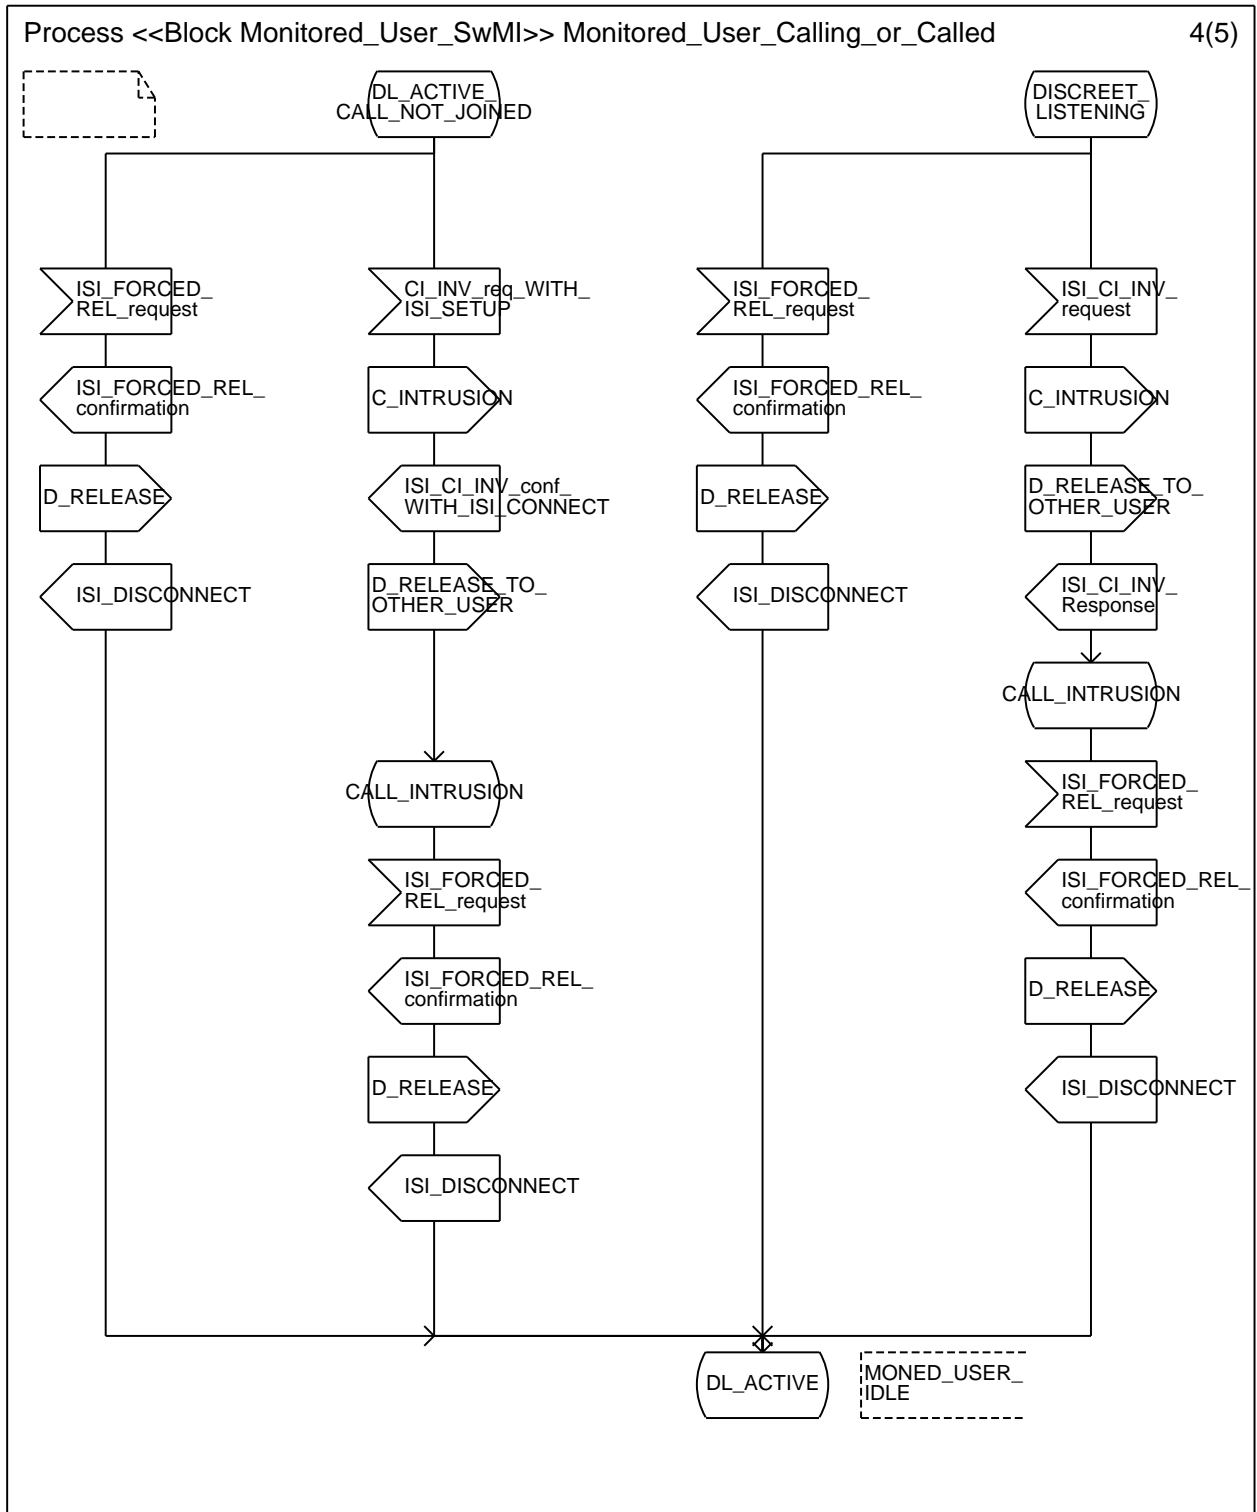 Process <<Block Monitored_User_SwMI>> Monitored_User_Calling_or_Called 4(5)
DL_ACTIVE_
CALL_NOT_JOINED
DISCREET_
LISTENING
ISI_FORCED_
REL_request
CI_INV_req_WITH_
ISI_SETUP
ISI_FORCED_
REL_request
ISI_CI_INV_
request
ISI_FORCED_REL_
confirmation
C_INTRUSION
ISI_FORCED_REL_
confirmation
C_INTRUSION
D_RELEASE
ISI_CI_INV_conf_
WITH_ISI_CONNECT
D_RELEASE
D_RELEASE_TO_
OTHER_USER
ISI_DISCONNECT
D_RELEASE_TO_
OTHER_USER
ISI_DISCONNECT
ISI_CI_INV_
Response
CALL_INTRUSION
CALL_INTRUSION
ISI_FORCED_
REL_request
ISI_FORCED_
REL_request
ISI_FORCED_REL_
confirmation
ISI_FORCED_REL_
confirmation
D_RELEASE
D_RELEASE
ISI_DISCONNECT
ISI_DISCONNECT
DL_ACTIVE
MONED_USER_
IDLE